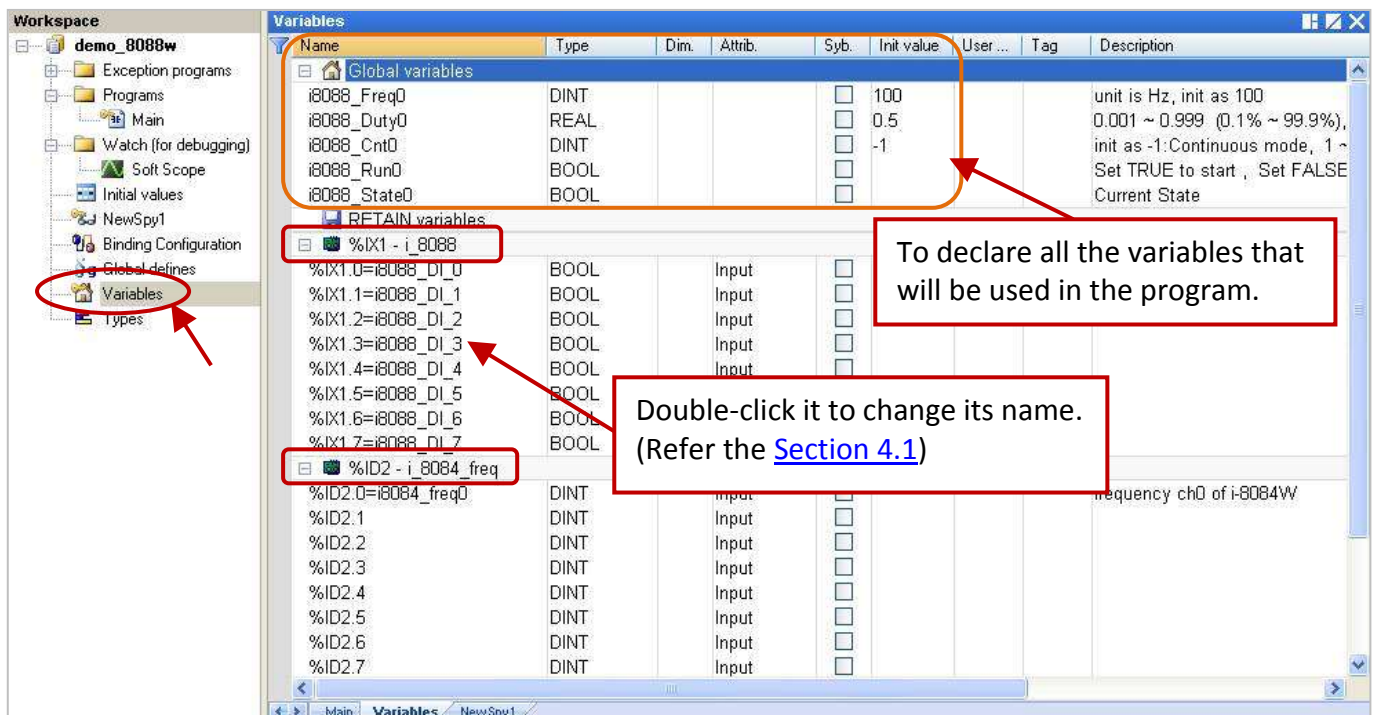 Workspace
demo_8088w
Exception programs
Programs
Main
Watch (for debugging)
Soft Scope
Initial values
NewSpy1
Binding Configuration
Global defines
Variables
Types
Variables
Name Type Dim. Attrib. Syb. Init value User ... Tag Description
Global variables
i8088_Freq0 DINT 100 unit is Hz, init as 100
i8088_Duty0 REAL 0.5 0.001 ~ 0.999 (0.1% ~ 99.9%),
i8088_Cnt0 DINT -1 init as -1:Continuous mode, 1 ~
i8088_Run0 BOOL Set TRUE to start , Set FALSE
i8088_State0 BOOL Current State
RETAIN variables
%IX1 - i_8088
%IX1.0=i8088_DI_0 BOOL Input
%IX1.1=i8088_DI_1 BOOL Input
%IX1.2=i8088_DI_2 BOOL Input
%IX1.3=i8088_DI_3 BOOL Input
%IX1.4=i8088_DI_4 BOOL Input
%IX1.5=i8088_DI_5 BOOL
%IX1.6=i8088_DI_6 BOOL
%IX1.7=i8088_DI_7 BOOL
%ID2 - i_8084_freq
%ID2.0=i8084_freq0 DINT Input frequency ch0 of i-8084W
%ID2.1 DINT Input
%ID2.2 DINT Input
%ID2.3 DINT Input
%ID2.4 DINT Input
%ID2.5 DINT Input
%ID2.6 DINT Input
%ID2.7 DINT Input
To declare all the variables that
will be used in the program.
Double-click it to change its name.
(Refer the Section 4.1)
Main Variables NewSpy1